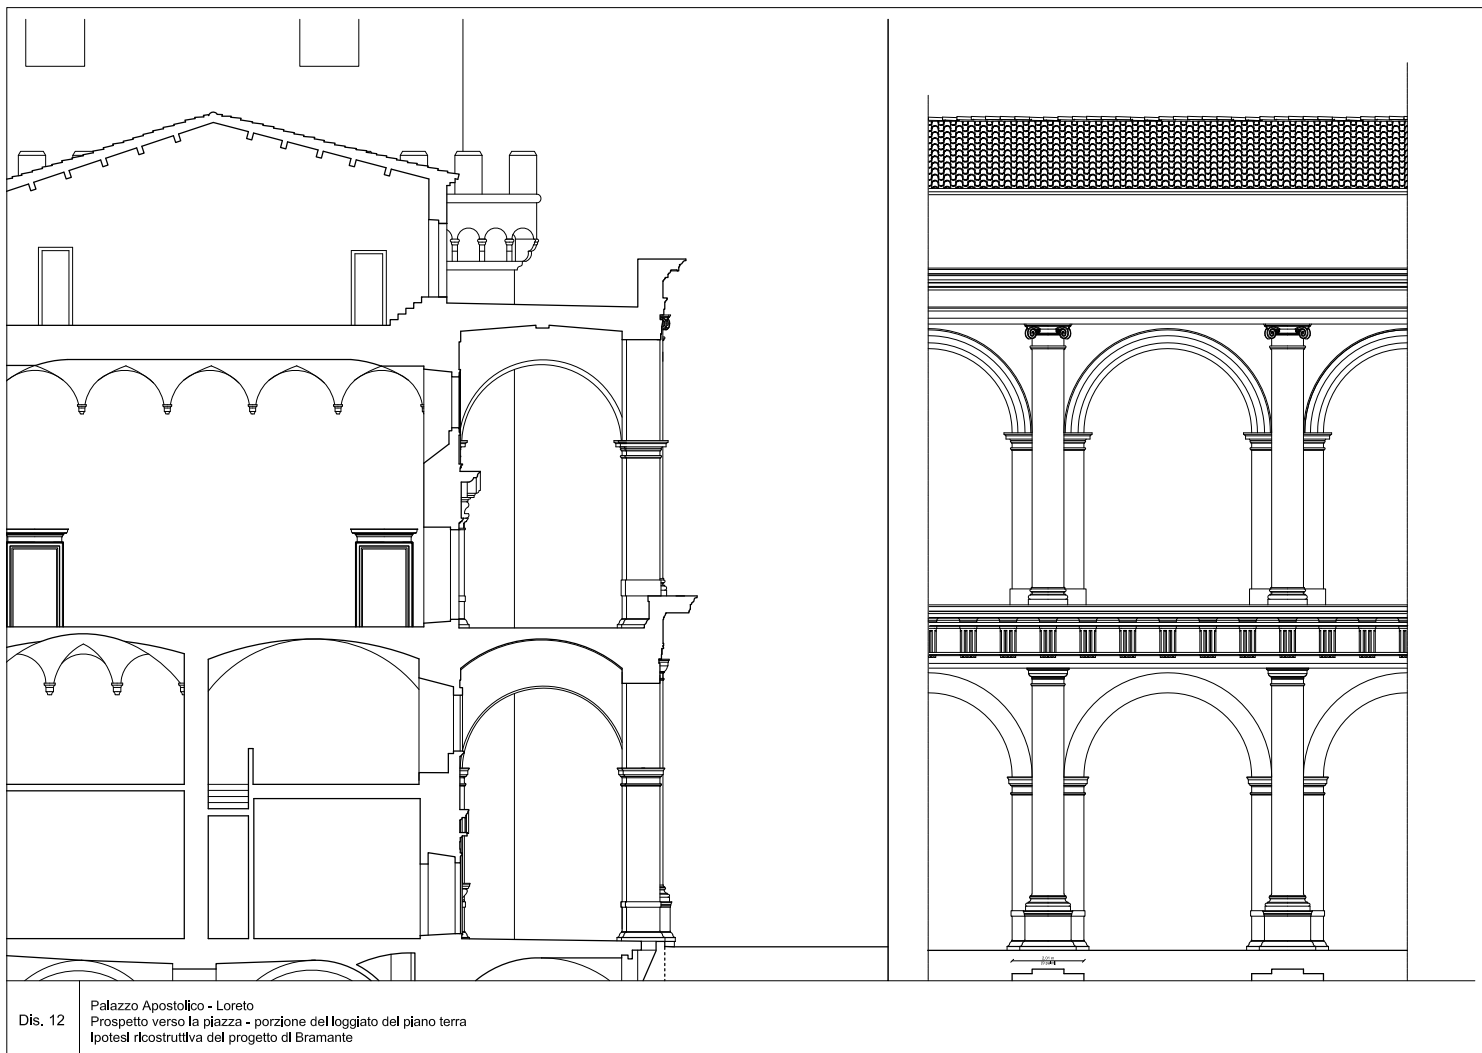 Dis. 12
Palazzo Apostolico - Loreto
Prospetto verso la piazza - porzione del loggiato del piano terra
Ipotesi ricostruttiva del progetto di Bramante